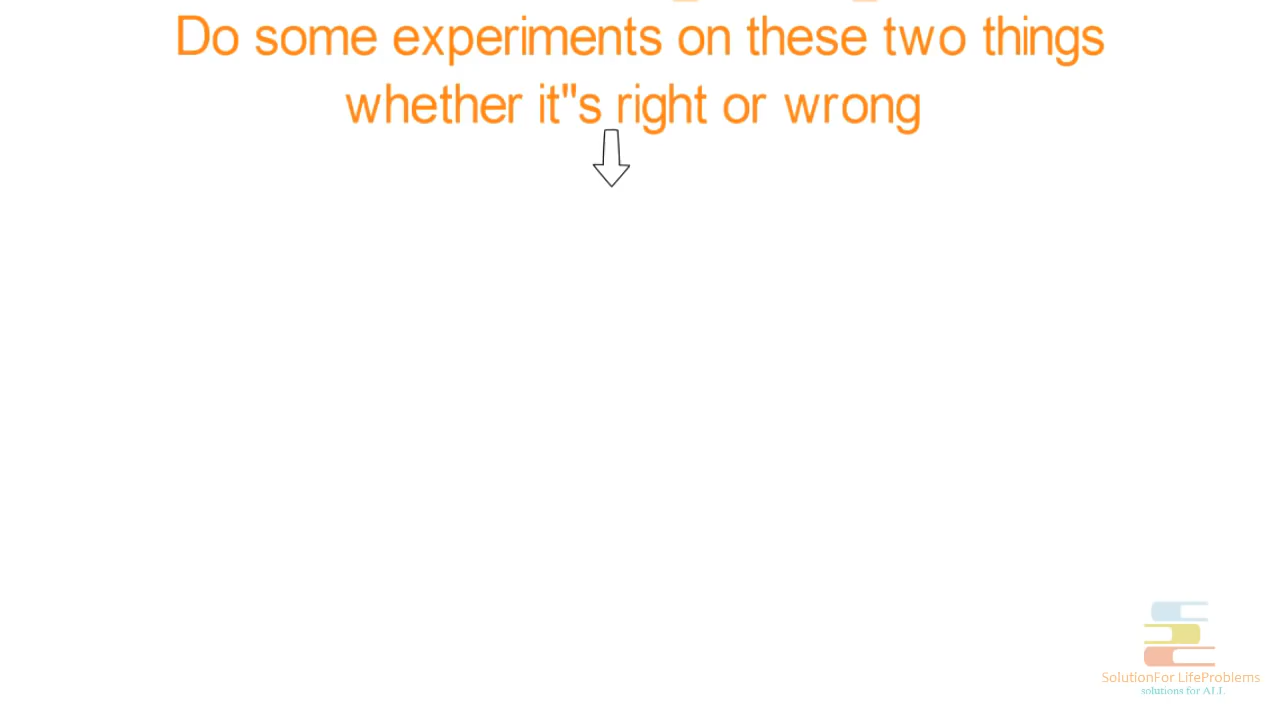 Do some experiments on these two things
whether it"s right or wrong
SolutionFor LifeProblems
solutions for ALL